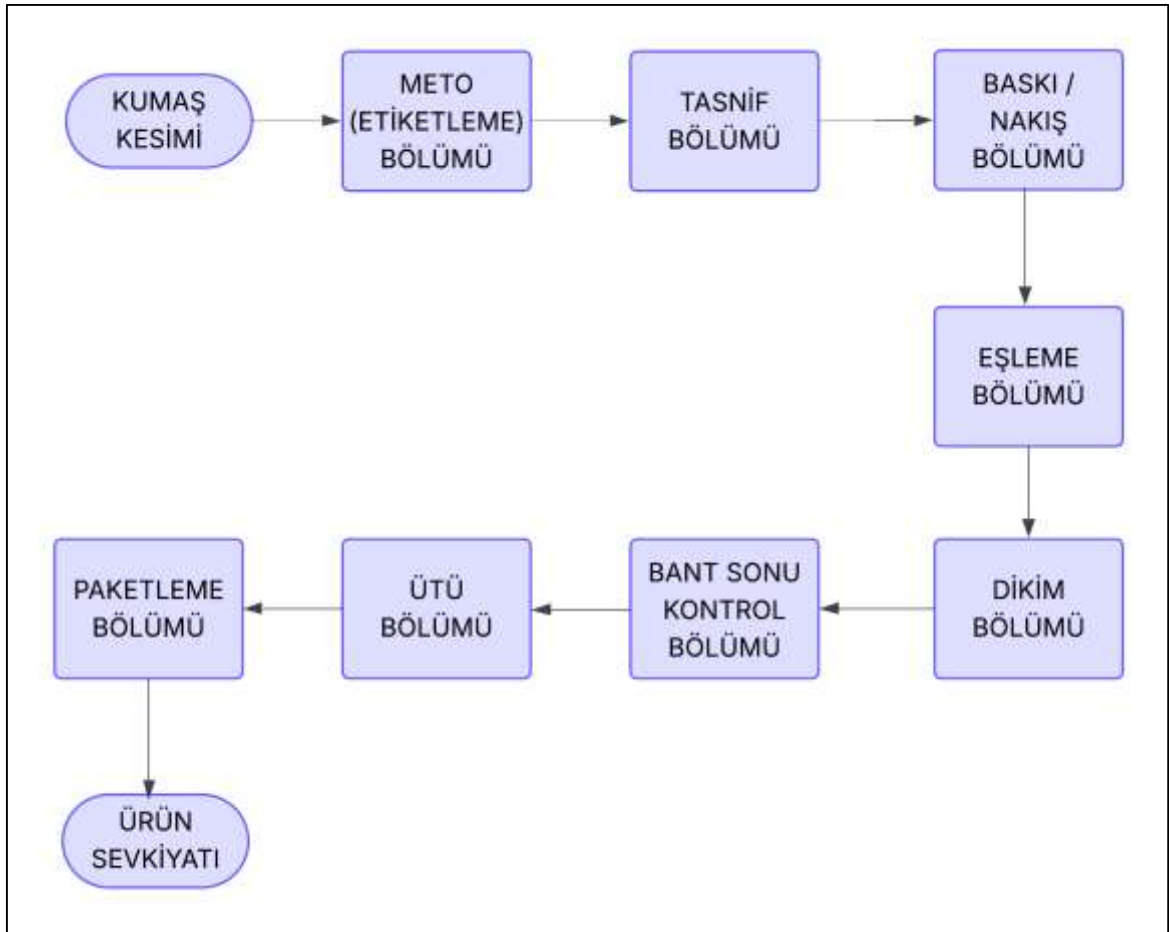 KUMAŞ
KESİMİ
METO
(ETİKETLEME)
BÖLÜMÜ
TASNİF
BÖLÜMÜ
BASKI /
NAKIŞ
BÖLÜMÜ
EŞLEME
BÖLÜMÜ
DİKİM
BÖLÜMÜ
BANT SONU
KONTROL
BÖLÜMÜ
ÜTÜ
BÖLÜMÜ
PAKETLEME
BÖLÜMÜ
ÜRÜN
SEVKİYATI